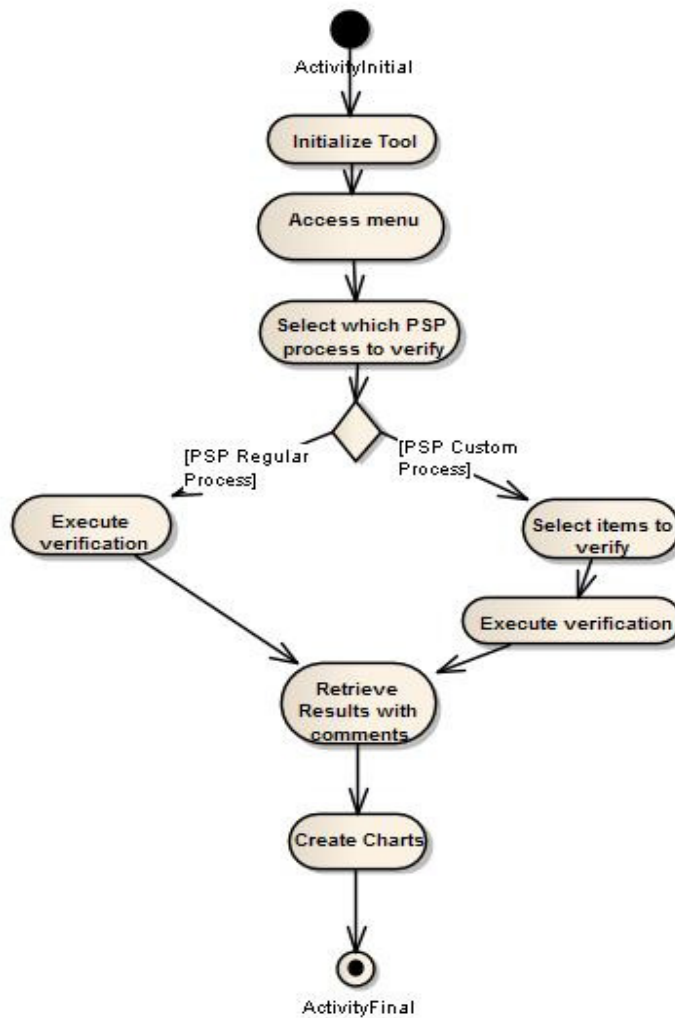 ActivityInitial
Initialize Tool
Access menu
Select which PSP
process to verify
[PSP Regular
Process]
[PSP Custom
Process]
Execute
verification
Select items to
verify
Execute verification
Retrieve
Results with
comments
Create Charts
ActivityFinal